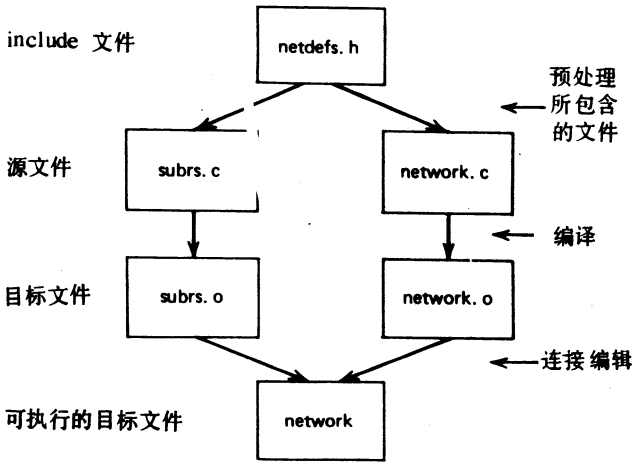 include 文件
netdefs. h
预处理
所包含
的文件
源文件
subrs. c
network. c
编译
目标文件
subrs. o
network. o
连接编辑
可执行的目标文件
network